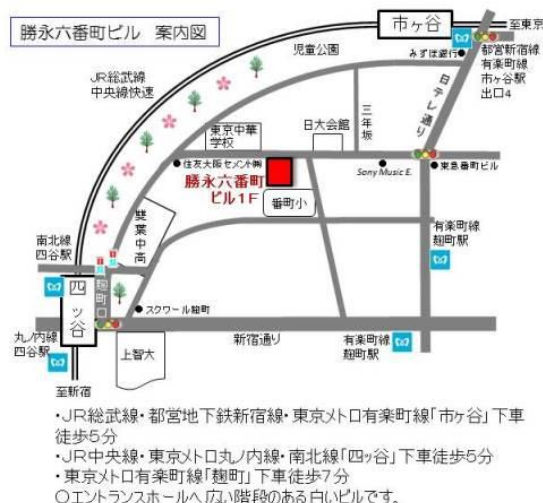 勝永六番町ビル 案内図
市ヶ谷
至東京
児童公園
みずほ銀行
都営新宿線
有楽町線
市ヶ谷駅
出口4
JR総武線
中央線快速
日テレ通り
三年坂
日大会館
東京中華
学校
住友大阪セメント㈱
Sony Music E.
東急番町ビル
勝永六番町
ビル1F
番町小
雙葉中高
有楽町線
麹町駅
南北線
四谷駅
四ッ谷
麹町口
スクワール麹町
丸ノ内線
四谷駅
新宿通り
有楽町線
麹町駅
上智大
至新宿
・JR総武線・都営地下鉄新宿線・東京メトロ有楽町線「市ヶ谷」下車
徒歩5分
・JR中央線・東京メトロ丸ノ内線・南北線「四ッ谷」下車徒歩5分
・東京メトロ有楽町線「麹町」下車徒歩7分
○エントランスホールへ広い階段のある白いビルです。